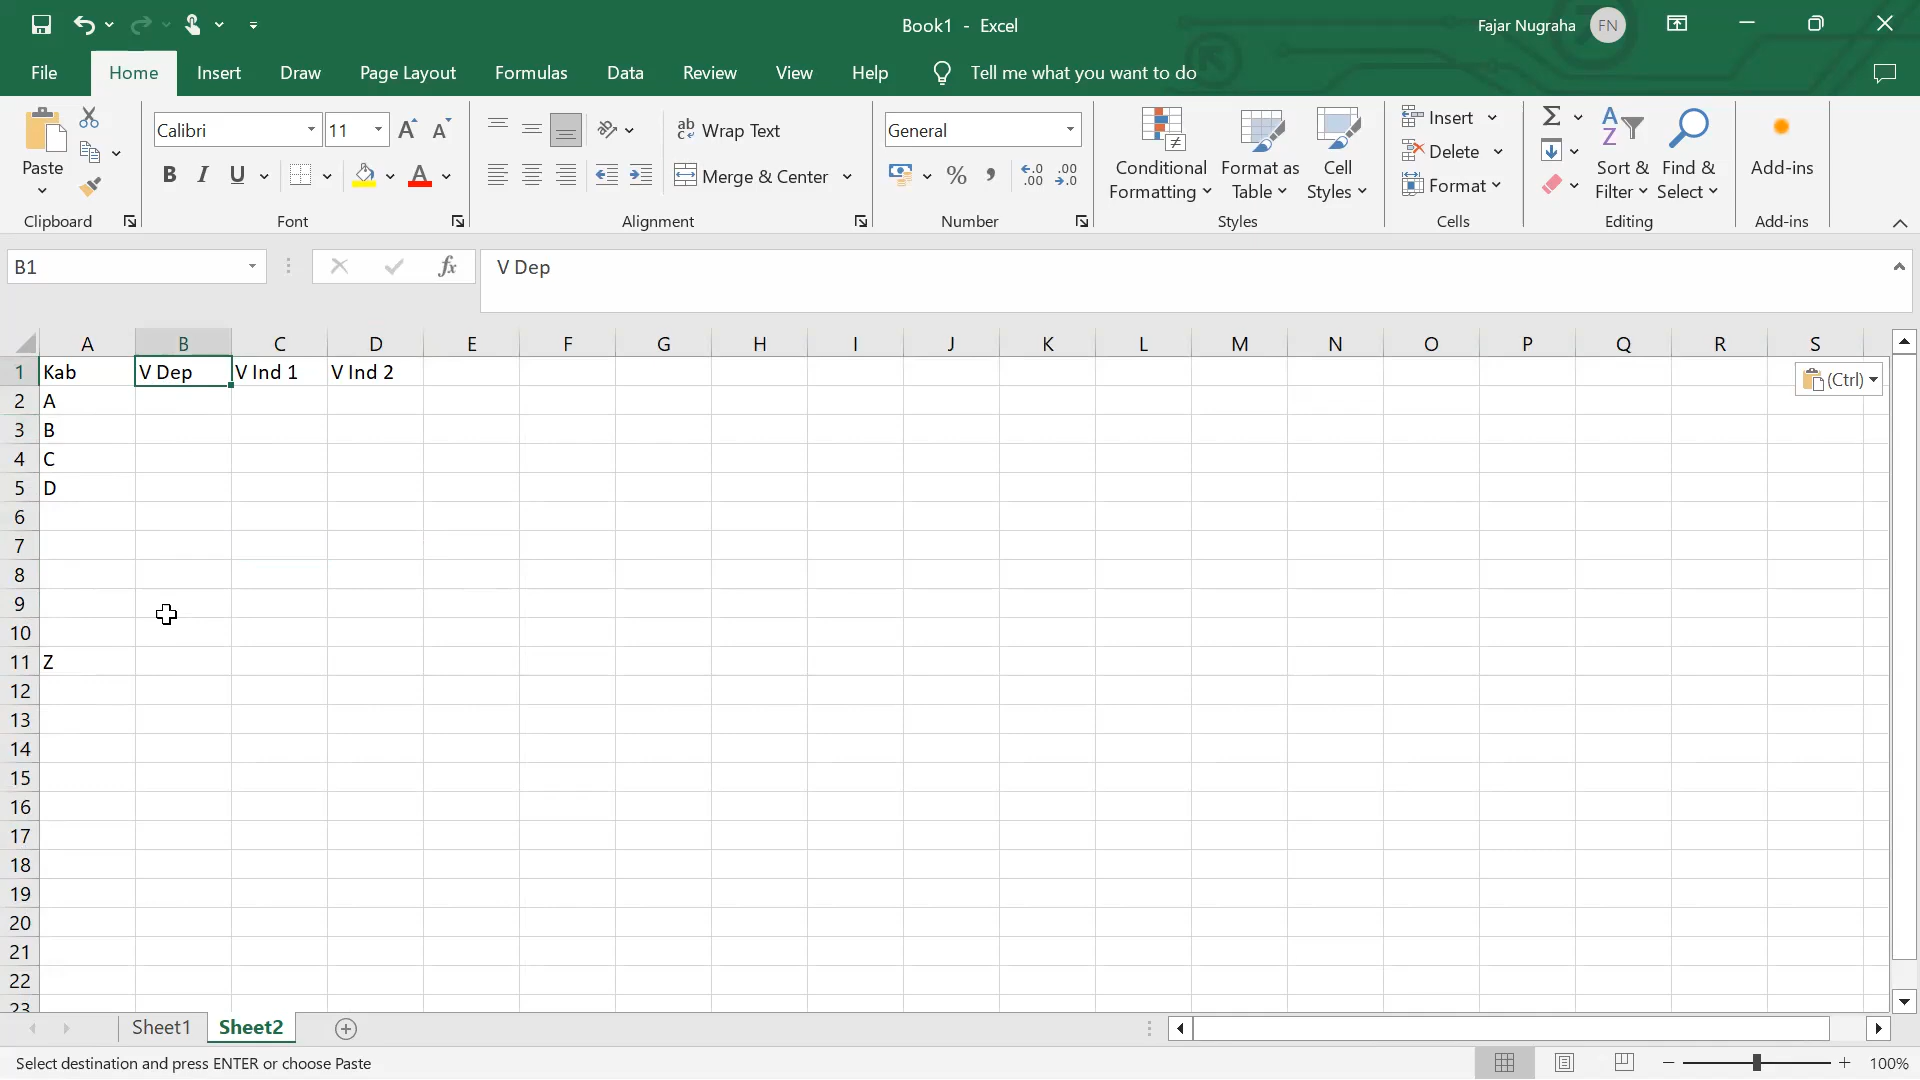 Book1 - Excel
Fajar Nugraha FN
File Home Insert Draw Page Layout Formulas Data Review View Help Tell me what you want to do
Paste
Clipboard
Calibri 11
B I U A
Font
ab Wrap Text
Merge & Center
Alignment
General
% , .00 .0
Number
Conditional Formatting
Format as Table
Cell Styles
Styles
Insert
Delete
Format
Cells
Sort & Filter
Find & Select
Editing
Add-ins
Add-ins
B1 fx V Dep
A B C D E F G H I J K L M N O P Q R S
1 Kab V Dep V Ind 1 V Ind 2 (Ctrl)
2 A
3 B
4 C
5 D
6
7
8
9
10
11 Z
12
13
14
15
16
17
18
19
20
21
22
23
Sheet1 Sheet2
Select destination and press ENTER or choose Paste 100%